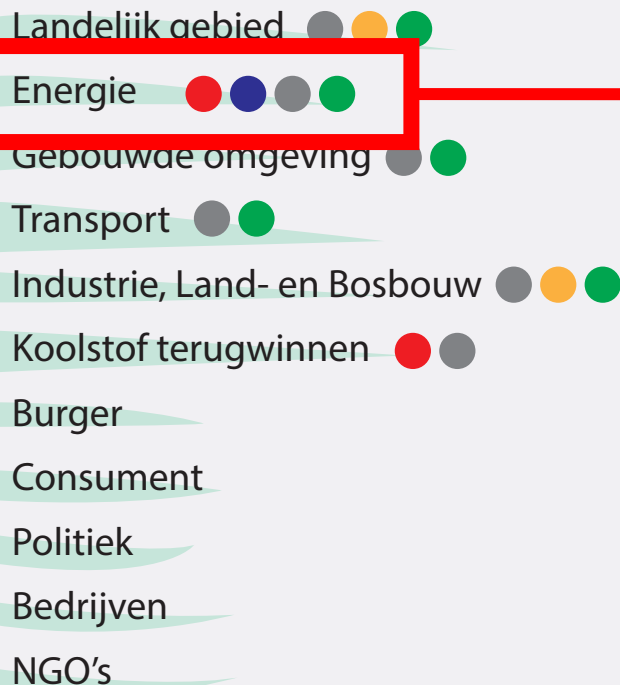 Landelijk gebied
Energie
Gebouwde omgeving
Transport
Industrie, Land- en Bosbouw
Koolstof terugwinnen
Burger
Consument
Politiek
Bedrijven
NGO's